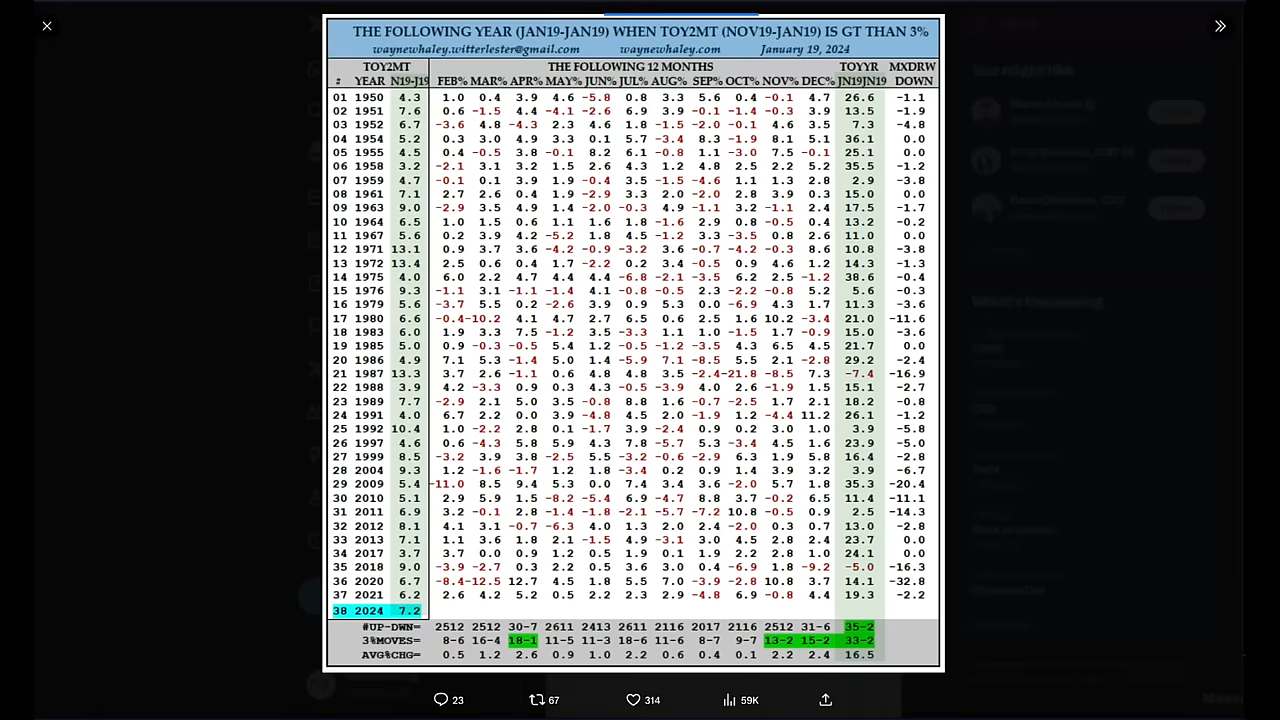 THE FOLLOWING YEAR (JAN19-JAN19) WHEN TOY2MT (NOV19-JAN19) IS GT THAN 3%
waynewhaley.witterlester@gmail.com waynewhaley.com January 19, 2024
TOY2MT THE FOLLOWING 12 MONTHS TOYYR MXDRW
# YEAR N19-J19 FEB% MAR% APR% MAY% JUN% JUL% AUG% SEP% OCT% NOV% DEC% JN19JN19 DOWN
01 1950 4.3 1.0 0.4 3.9 4.6 -5.8 0.8 3.3 5.6 0.4 -0.1 4.7 26.6 -1.1
02 1951 7.6 0.6 -1.5 4.4 -4.1 -2.6 6.9 3.9 -0.1 -1.4 -0.3 3.9 13.5 -1.9
03 1952 6.7 -3.6 4.8 -4.3 2.3 4.6 1.8 -1.5 -2.0 -0.1 4.6 3.5 7.3 -4.8
04 1954 5.2 0.3 3.0 4.9 3.3 0.1 5.7 -3.4 8.3 -1.9 8.1 5.1 36.1 0.0
05 1955 4.5 0.4 -0.5 3.8 -0.1 8.2 6.1 -0.8 1.1 -3.0 7.5 -0.1 25.1 0.0
06 1958 3.2 -2.1 3.1 3.2 1.5 2.6 4.3 1.2 4.8 2.5 2.2 5.2 35.5 -1.2
07 1959 4.7 -0.1 0.1 3.9 1.9 -0.4 3.5 -1.5 -4.6 1.1 1.3 2.8 2.9 -3.8
08 1961 7.1 2.7 2.6 0.4 1.9 -2.9 3.3 2.0 -2.0 2.8 3.9 0.3 15.0 0.0
09 1963 9.0 -2.9 3.5 4.9 1.4 -2.0 -0.3 4.9 -1.1 3.2 -1.1 2.4 17.5 -1.7
10 1964 6.5 1.0 1.5 0.6 1.1 1.6 1.8 -1.6 2.9 0.8 -0.5 0.4 13.2 -0.2
11 1967 5.6 0.2 3.9 4.2 -5.2 1.8 4.5 -1.2 3.3 -3.5 0.8 2.6 11.0 0.0
12 1971 13.1 0.9 3.7 3.6 -4.2 -0.9 -3.2 3.6 -0.7 -4.2 -0.3 8.6 10.8 -3.8
13 1972 13.4 2.5 0.6 0.4 1.7 -2.2 0.2 3.4 -0.5 0.9 4.6 1.2 14.3 -1.3
14 1975 4.0 6.0 2.2 4.7 4.4 4.4 -6.8 -2.1 -3.5 6.2 2.5 -1.2 38.6 -0.4
15 1976 9.3 -1.1 3.1 -1.1 -1.4 4.1 -0.8 -0.5 2.3 -2.2 -0.8 5.2 5.6 -0.3
16 1979 5.6 -3.7 5.5 0.2 -2.6 3.9 0.9 5.3 0.0 -6.9 4.3 1.7 11.3 -3.6
17 1980 6.6 -0.4 -10.2 4.1 4.7 2.7 6.5 0.6 2.5 1.6 10.2 -3.4 21.0 -11.6
18 1983 6.0 1.9 3.3 7.5 -1.2 3.5 -3.3 1.1 1.0 -1.5 1.7 -0.9 15.0 -3.6
19 1985 5.0 0.9 -0.3 -0.5 5.4 1.2 -0.5 -1.2 -3.5 4.3 6.5 4.5 21.7 0.0
20 1986 4.9 7.1 5.3 -1.4 5.0 1.4 -5.9 7.1 -8.5 5.5 2.1 -2.8 29.2 -2.4
21 1987 13.3 3.7 2.6 -1.1 0.6 4.8 4.8 3.5 -2.4 -21.8 -8.5 7.3 -7.4 -16.9
22 1988 3.9 4.2 -3.3 0.9 0.3 4.3 -0.5 -3.9 4.0 2.6 -1.9 1.5 15.1 -2.7
23 1989 7.7 -2.9 2.1 5.0 3.5 -0.8 8.8 1.6 -0.7 -2.5 1.7 2.1 18.2 -0.8
24 1991 4.0 6.7 2.2 0.0 3.9 -4.8 4.5 2.0 -1.9 1.2 -4.4 11.2 26.1 -1.2
25 1992 10.4 1.0 -2.2 2.8 0.1 -1.7 3.9 -2.4 0.9 0.2 3.0 1.0 3.9 -5.8
26 1997 4.6 0.6 -4.3 5.8 5.9 4.3 7.8 -5.7 5.3 -3.4 4.5 1.6 23.9 -5.0
27 1999 8.5 -3.2 3.9 3.8 -2.5 5.5 -3.2 -0.6 -2.9 6.3 1.9 5.8 16.4 -2.8
28 2004 9.3 1.2 -1.6 -1.7 1.2 1.8 -3.4 0.2 0.9 1.4 3.9 3.2 3.9 -6.7
29 2009 5.4 -11.0 8.5 9.4 5.3 0.0 7.4 3.4 3.6 -2.0 5.7 1.8 35.3 -20.4
30 2010 5.1 2.9 5.9 1.5 -8.2 -5.4 6.9 -4.7 8.8 3.7 -0.2 6.5 11.4 -11.1
31 2011 6.9 3.2 -0.1 2.8 -1.4 -1.8 -2.1 -5.7 -7.2 10.8 -0.5 0.9 2.5 -14.3
32 2012 8.1 4.1 3.1 -0.7 -6.3 4.0 1.3 2.0 2.4 -2.0 0.3 0.7 13.0 -2.8
33 2013 7.1 1.1 3.6 1.8 2.1 -1.5 4.9 -3.1 3.0 4.5 2.8 2.4 23.7 0.0
34 2017 3.7 3.7 0.0 0.9 1.2 0.5 1.9 0.1 1.9 2.2 2.8 1.0 24.1 0.0
35 2018 9.0 -3.9 -2.7 0.3 2.2 0.5 3.6 3.0 0.4 -6.9 1.8 -9.2 -5.0 -16.3
36 2020 6.7 -8.4 -12.5 12.7 4.5 1.8 5.5 7.0 -3.9 -2.8 10.8 3.7 14.1 -32.8
37 2021 6.2 2.6 4.2 5.2 0.5 2.2 2.3 2.9 -4.8 6.9 -0.8 4.4 19.3 -2.2
38 2024 7.2
#UP-DWN= 2512 2512 30-7 2611 2413 2611 2116 2017 2116 2512 31-6 35-2
3%MOVES= 8-6 16-4 18-1 11-5 11-3 18-6 11-6 8-7 9-7 13-2 15-2 33-2
AVG%CHG= 0.5 1.2 2.6 0.9 1.0 2.2 0.6 0.4 0.1 2.2 2.4 16.5
23 67 314 59K